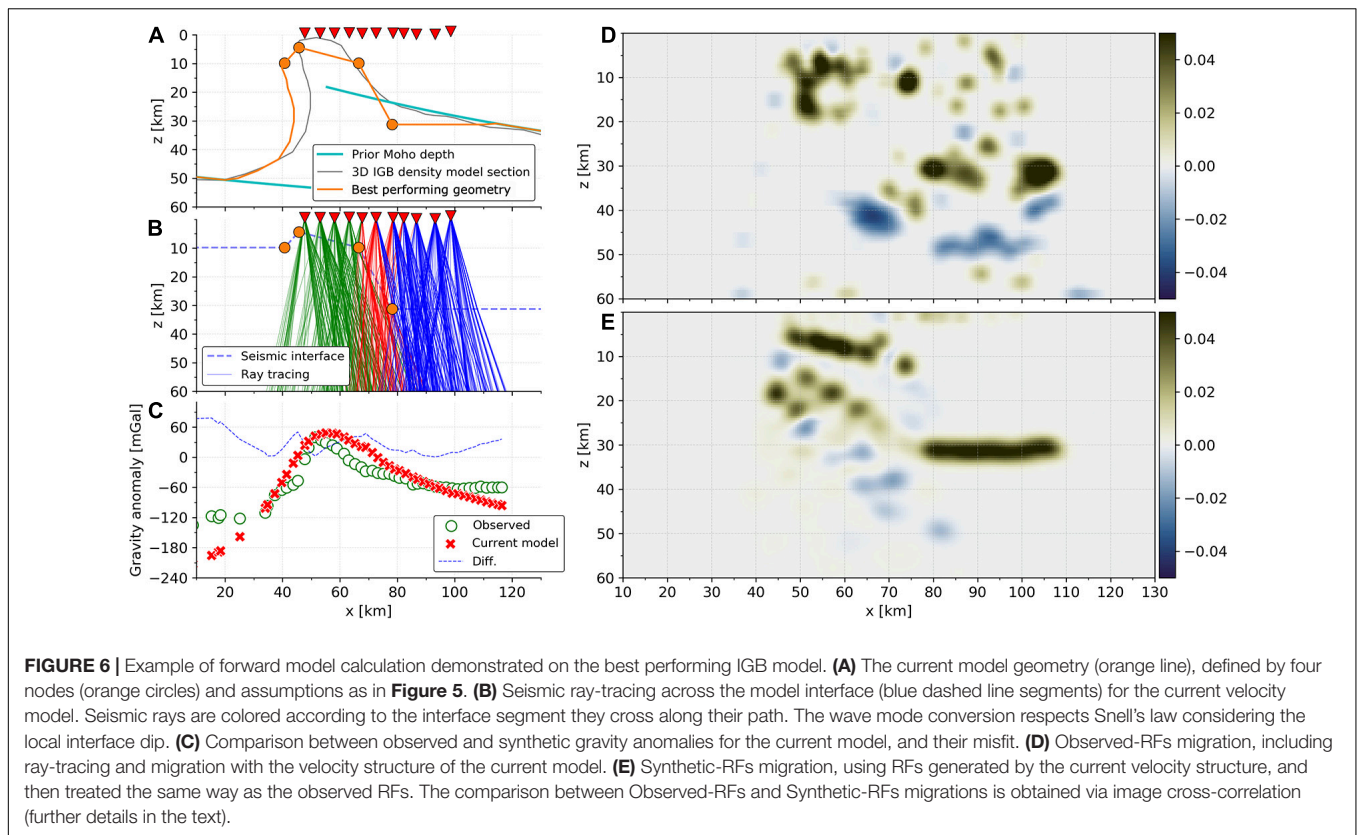 A
z [km]
0
10
20
30
40
50
60
Prior Moho depth
3D IGB density model section
Best performing geometry
B
z [km]
0
10
20
30
40
50
60
Seismic interface
Ray tracing
C
Gravity anomaly [mGal]
60
0
−60
−120
−180
−240
Observed
Current model
Diff.
20
40
60
80
100
120
x [km]
D
z [km]
0
10
20
30
40
50
60
0.04
0.02
0.00
−0.02
−0.04
E
z [km]
0
10
20
30
40
50
60
10
20
30
40
50
60
70
80
90
100
110
120
130
x [km]
0.04
0.02
0.00
−0.02
−0.04
FIGURE 6 | Example of forward model calculation demonstrated on the best performing IGB model. (A) The current model geometry (orange line), defined by four
nodes (orange circles) and assumptions as in Figure 5. (B) Seismic ray-tracing across the model interface (blue dashed line segments) for the current velocity
model. Seismic rays are colored according to the interface segment they cross along their path. The wave mode conversion respects Snell's law considering the
local interface dip. (C) Comparison between observed and synthetic gravity anomalies for the current model, and their misfit. (D) Observed-RFs migration, including
ray-tracing and migration with the velocity structure of the current model. (E) Synthetic-RFs migration, using RFs generated by the current velocity structure, and
then treated the same way as the observed RFs. The comparison between Observed-RFs and Synthetic-RFs migrations is obtained via image cross-correlation
(further details in the text).